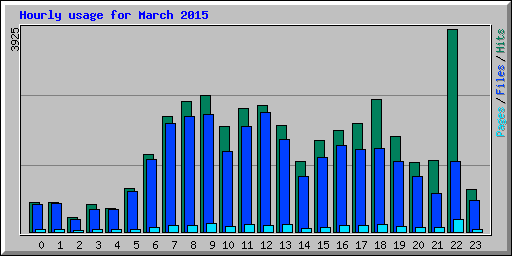 Hourly usage for March 2015
3925
Pages/Files/Hits
0 1 2 3 4 5 6 7 8 9 10 11 12 13 14 15 16 17 18 19 20 21 22 23